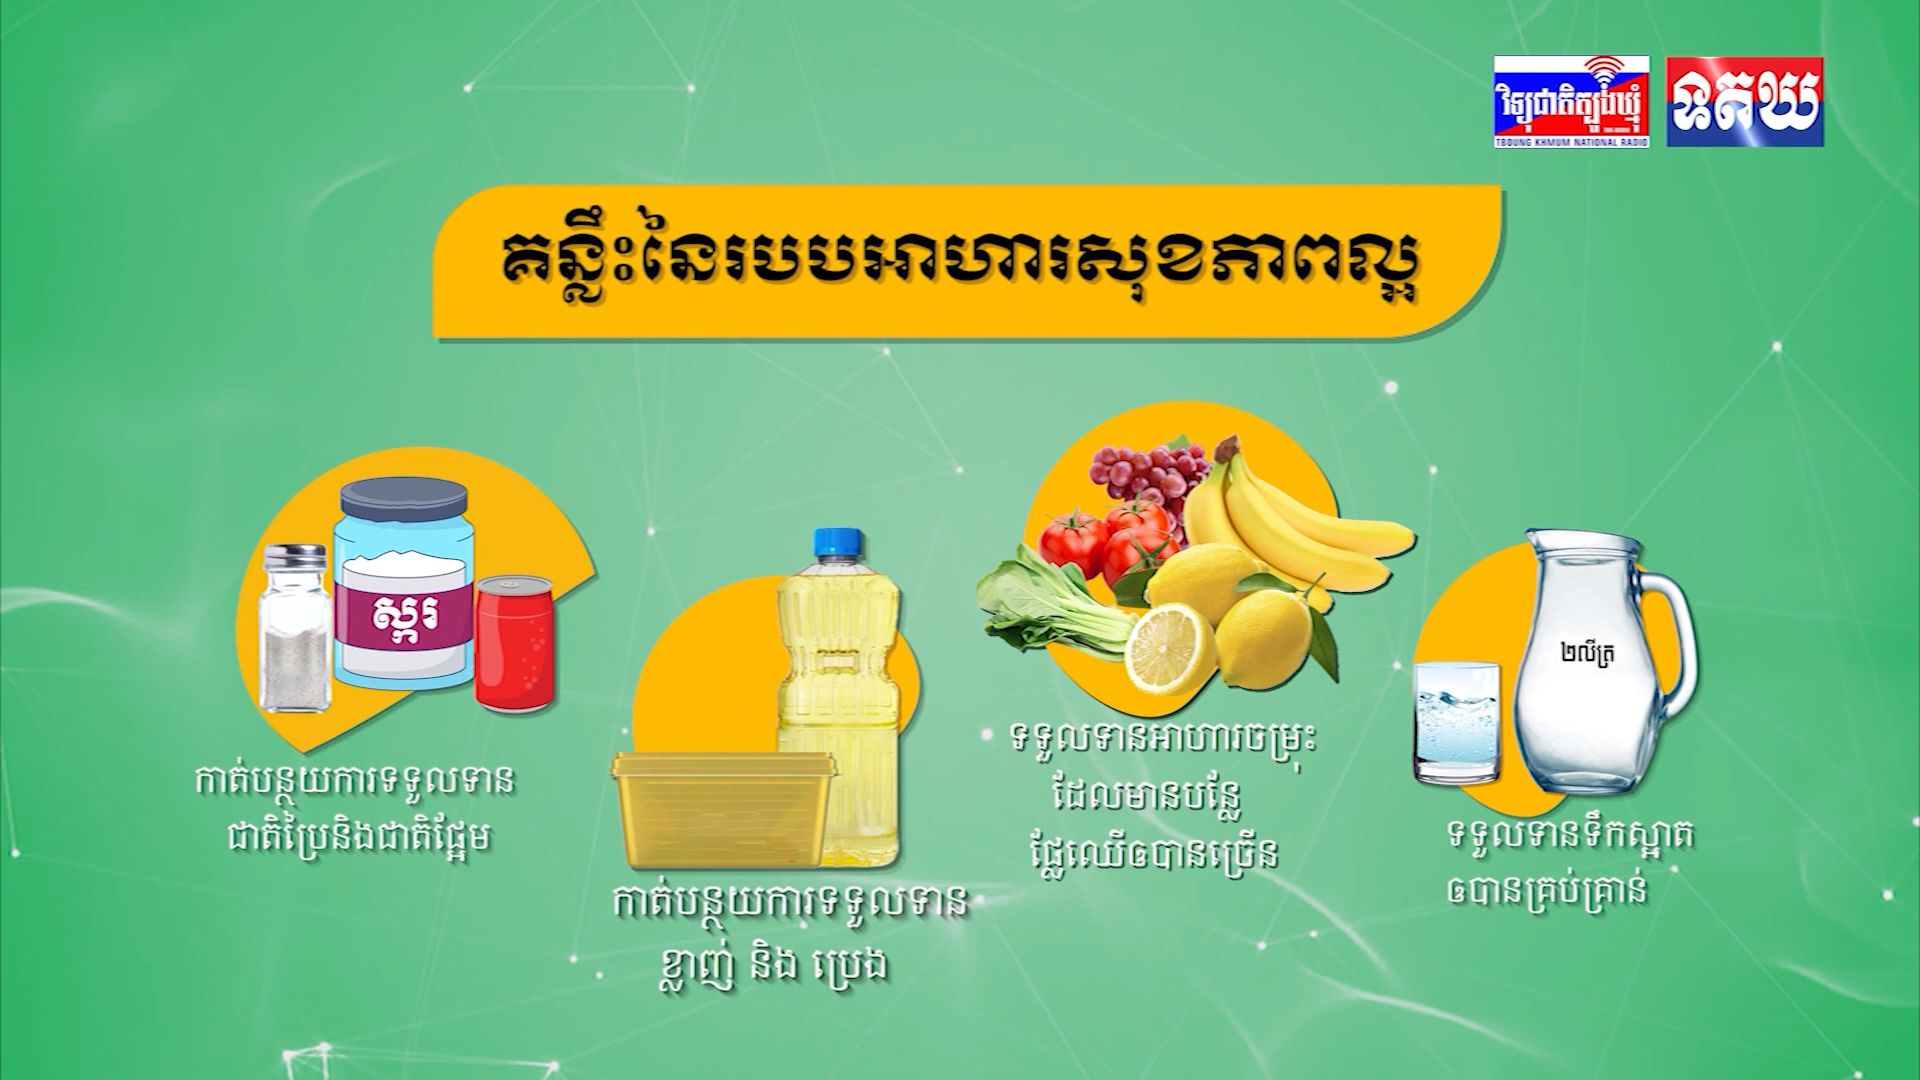 វិទ្យុជាតិត្បូងឃ្មុំ
TBOUNG KHMUM NATIONAL RADIO
ទតឃ
គន្លឹះនៃរបបអាហារសុខភាពល្អ
ស្ករ
២លីត្រ
កាត់បន្ថយការទទួលទាន
ជាតិប្រៃនិងជាតិផ្អែម
កាត់បន្ថយការទទួលទាន
ខ្លាញ់ និង ប្រេង
ទទួលទានអាហារចម្រុះ
ដែលមានបន្លែ
ផ្លែឈើឲបានច្រើន
ទទួលទានទឹកស្អាត
ឲបានគ្រប់គ្រាន់